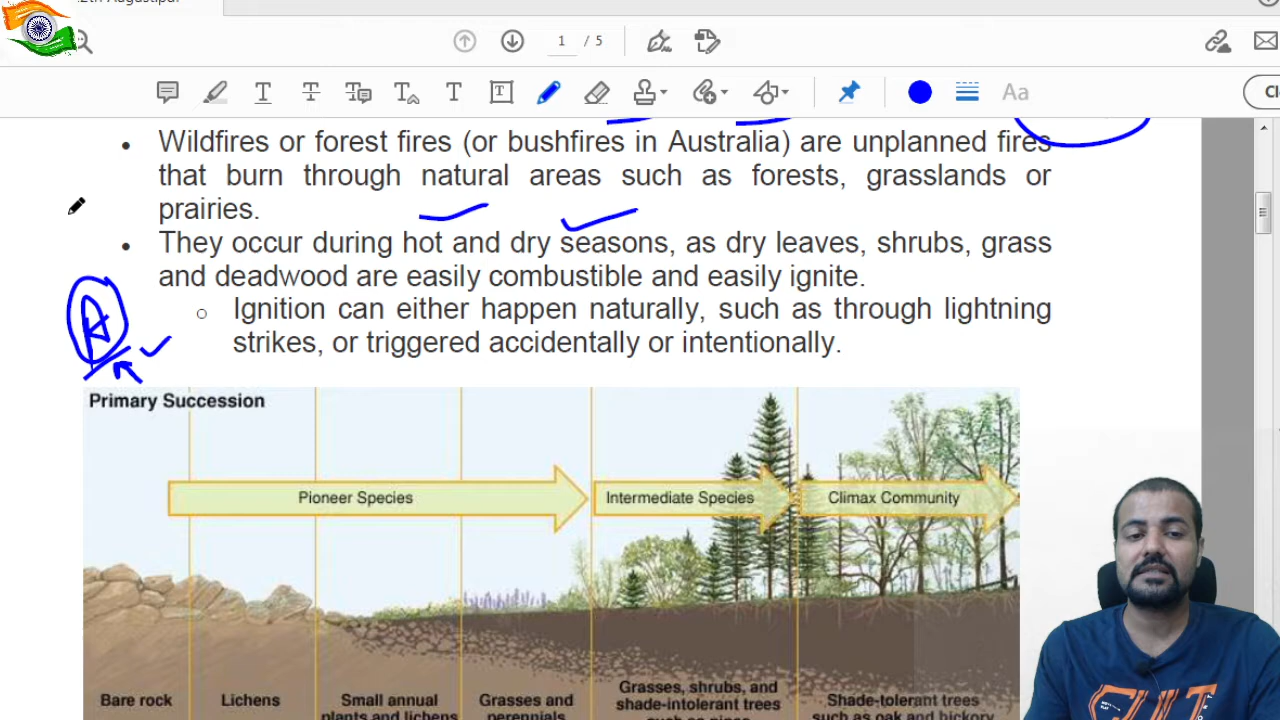 1 / 5
Aa
Wildfires or forest fires (or bushfires in Australia) are unplanned fires
that burn through natural areas such as forests, grasslands or
prairies.
They occur during hot and dry seasons, as dry leaves, shrubs, grass
and deadwood are easily combustible and easily ignite.
Ignition can either happen naturally, such as through lightning
strikes, or triggered accidentally or intentionally.
A
Primary Succession
Pioneer Species
Intermediate Species
Climax Community
Bare rock
Lichens
Small annual
plants and lichens
Grasses and
perennials
Grasses, shrubs, and
shade-intolerant trees
such as pines
Shade-tolerant trees
such as oak and hickory